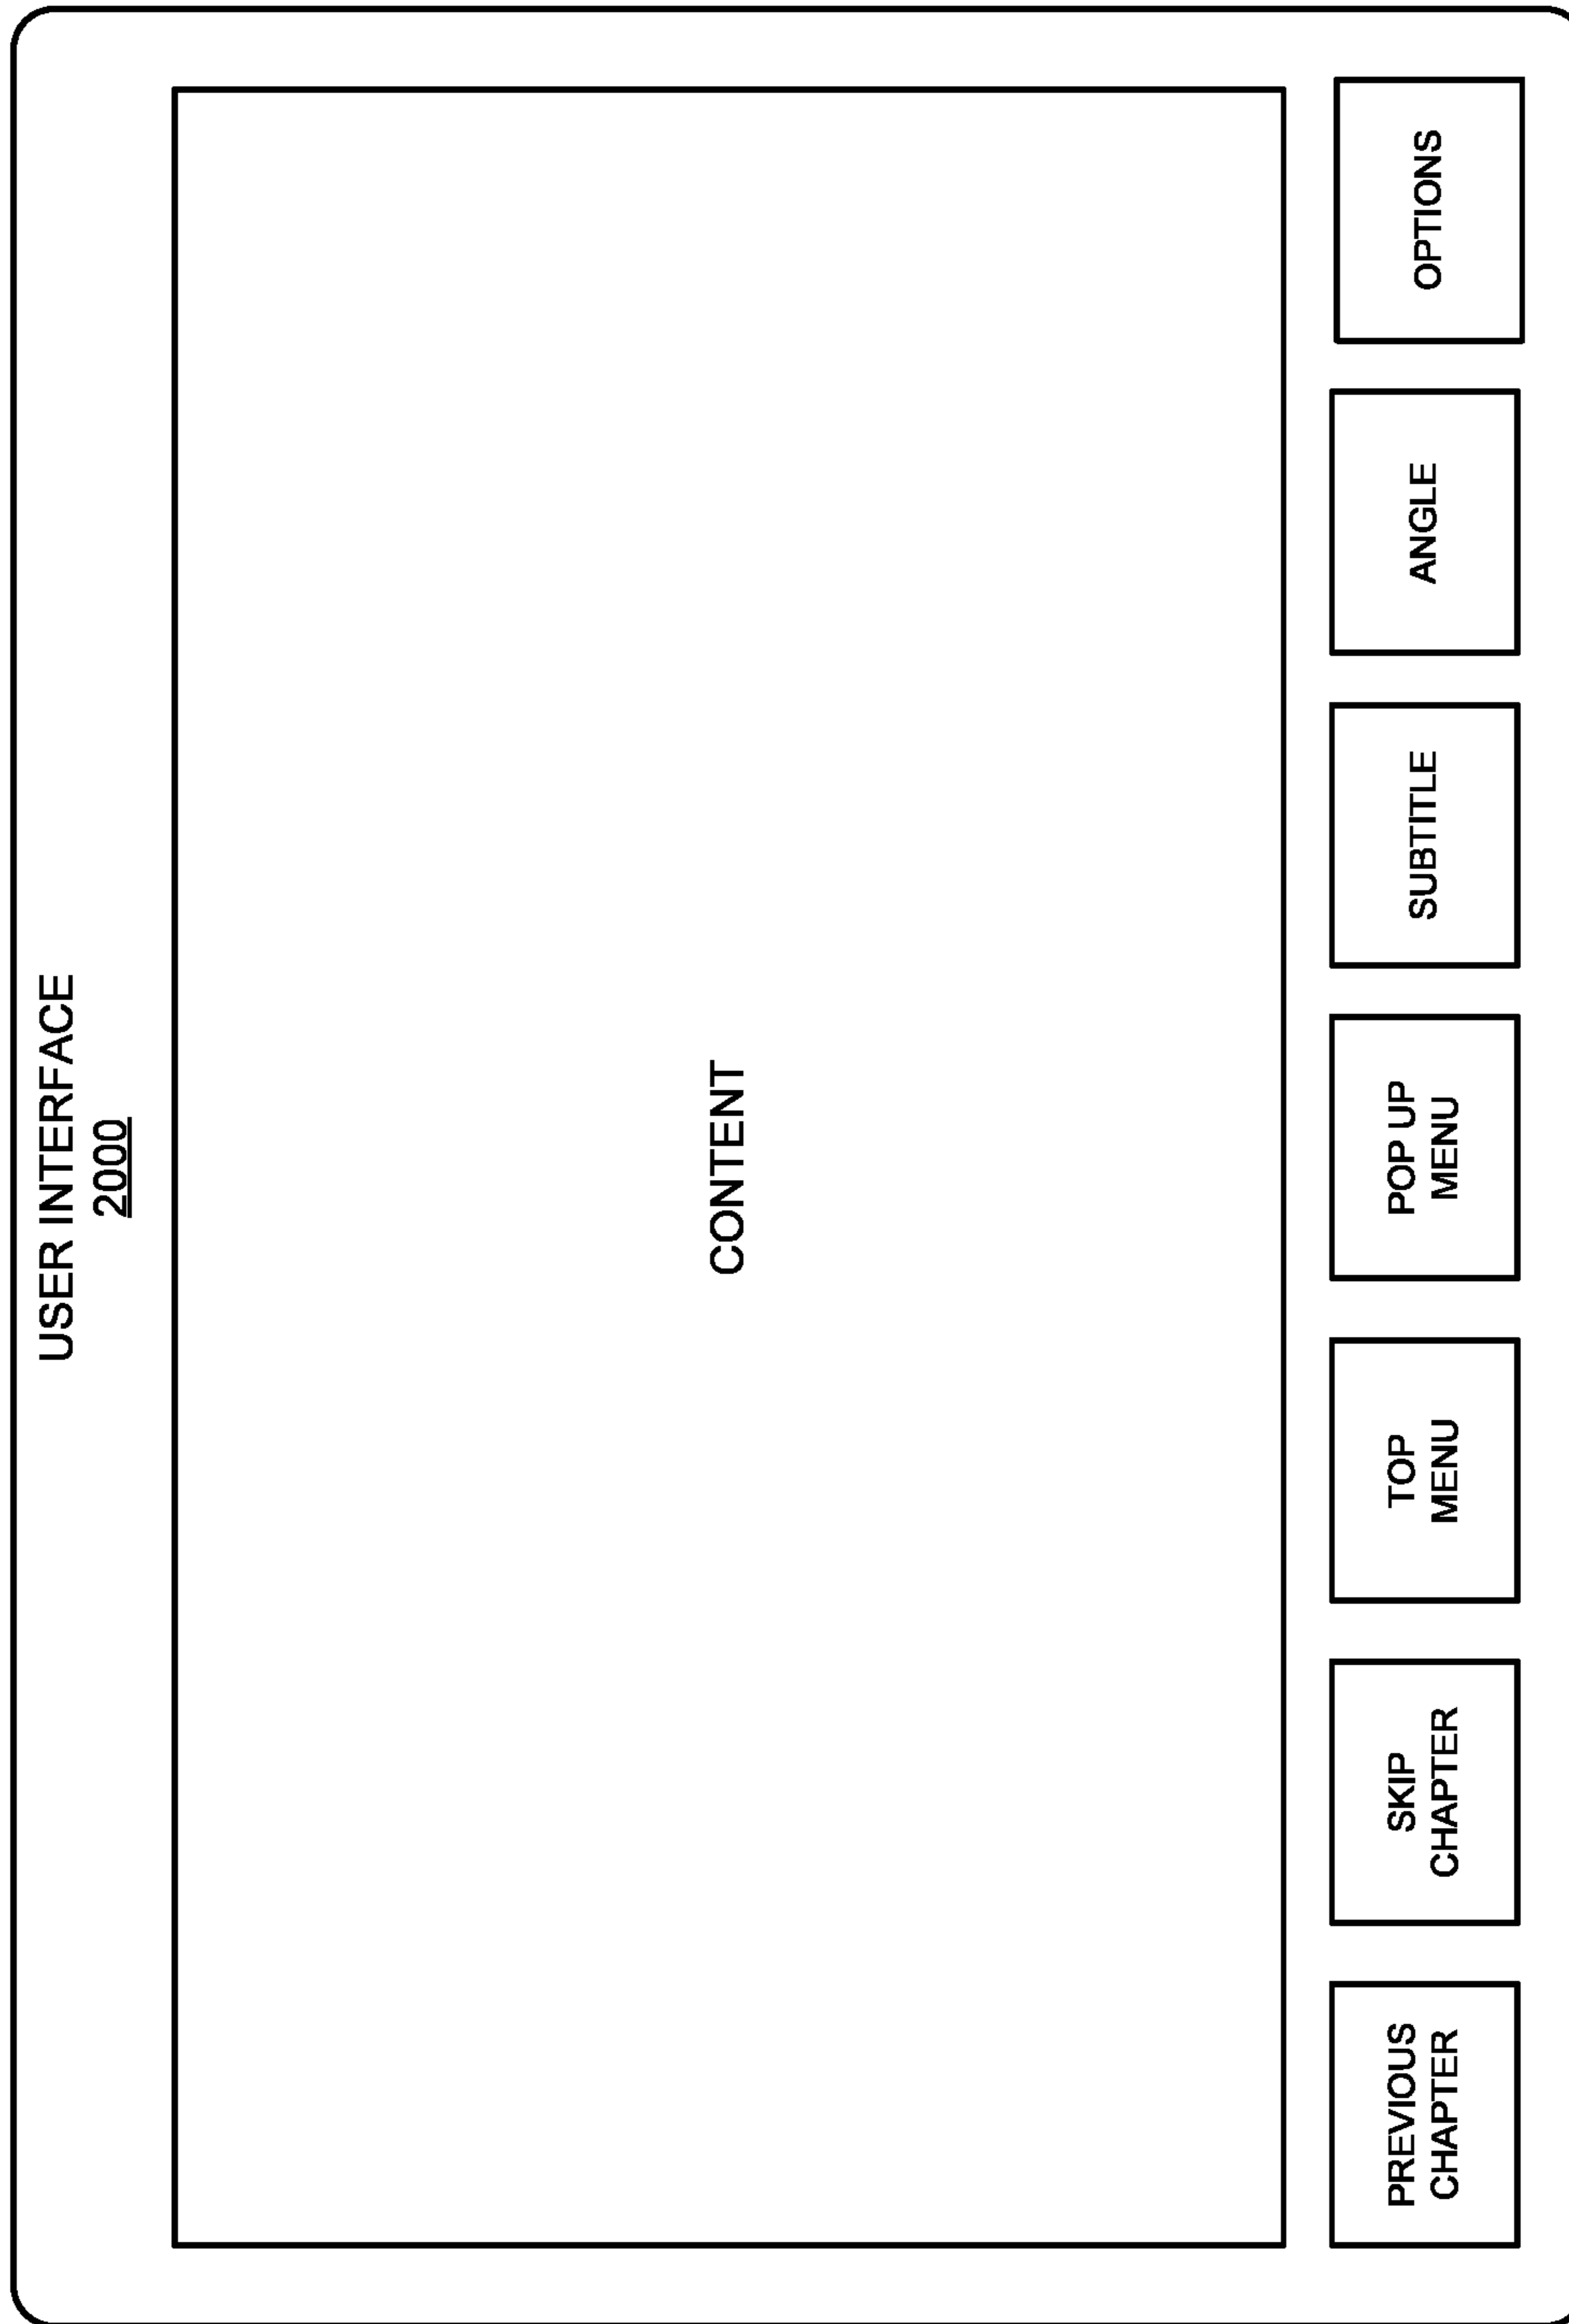 USER INTERFACE
2000
CONTENT
PREVIOUS
CHAPTER
SKIP
CHAPTER
TOP
MENU
POP UP
MENU
SUBTITLE
ANGLE
OPTIONS